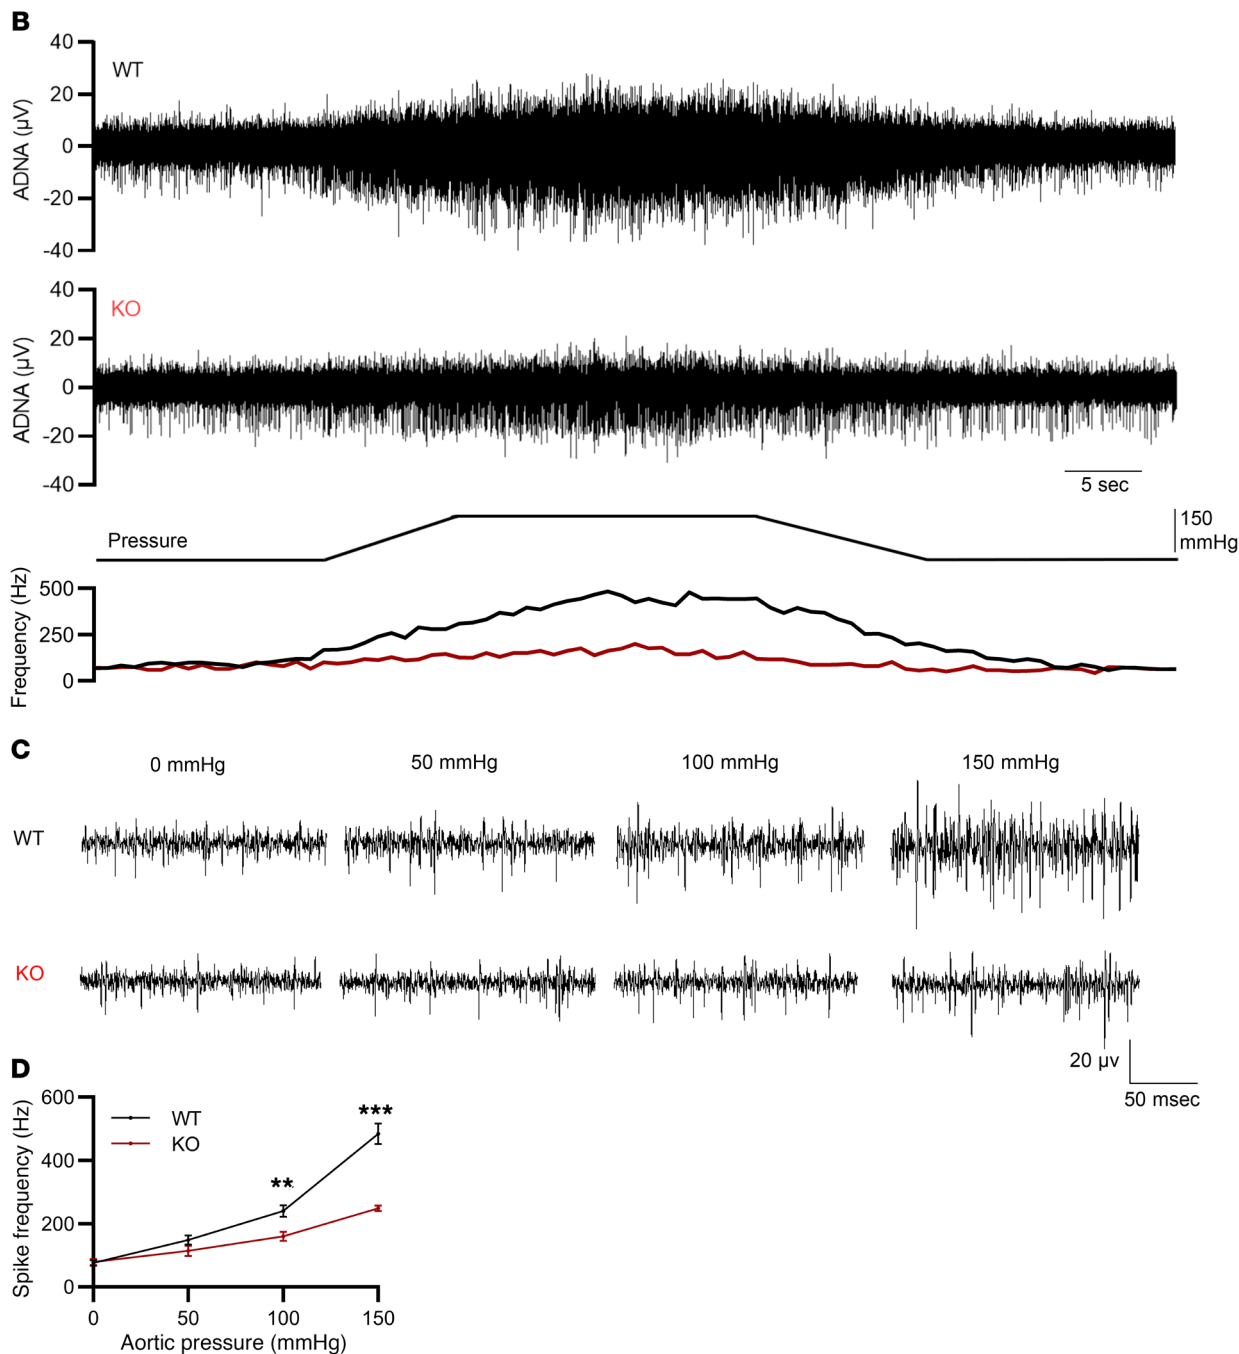 B
40
WT
20
0
-20
-40
ADNA (µV)
40
KO
20
0
-20
-40
ADNA (µV)
5 sec
Pressure
150
mmHg
500
250
0
Frequency (Hz)
C
0 mmHg
50 mmHg
100 mmHg
150 mmHg
WT
KO
20 µv
50 msec
D
600
400
200
0
Spike frequency (Hz)
WT
KO
**
***
0
50
100
150
Aortic pressure (mmHg)